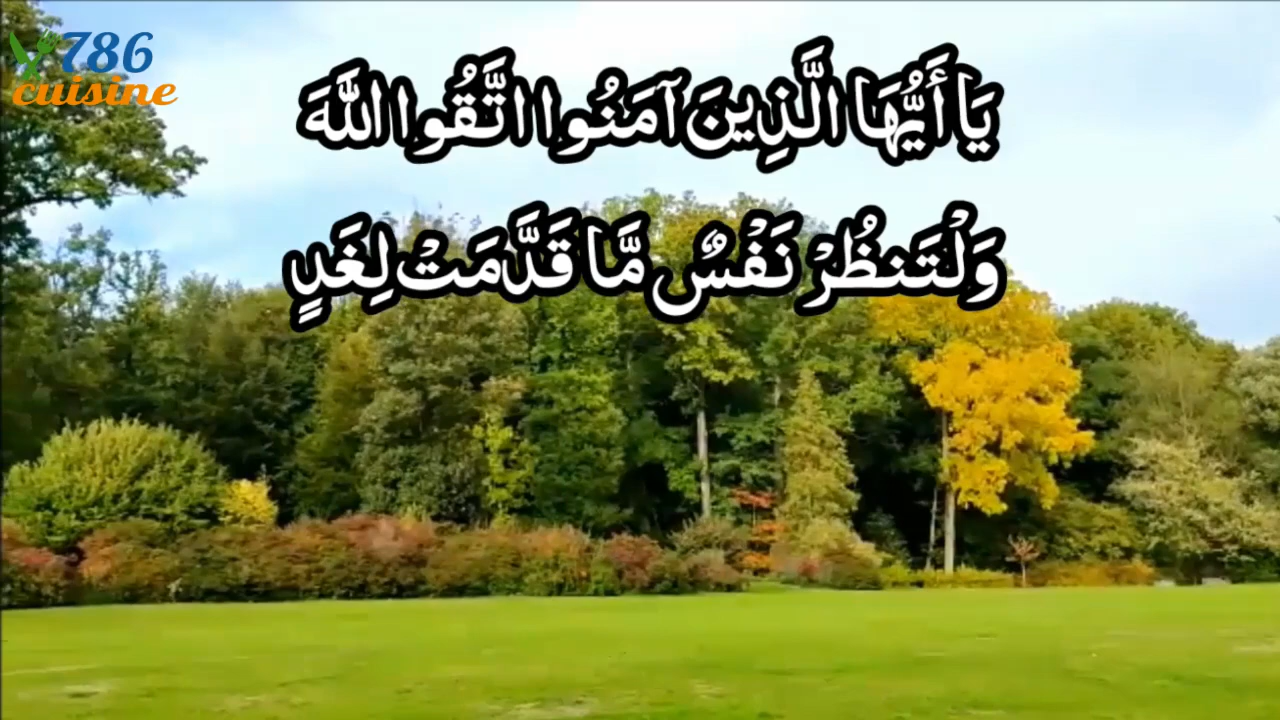 786
cuisine
يَا أَيُّهَا الَّذِينَ آمَنُوا اتَّقُوا اللَّهَ
وَلْتَنظُرْ نَفْسٌ مَّا قَدَّمَتْ لِغَدٍ